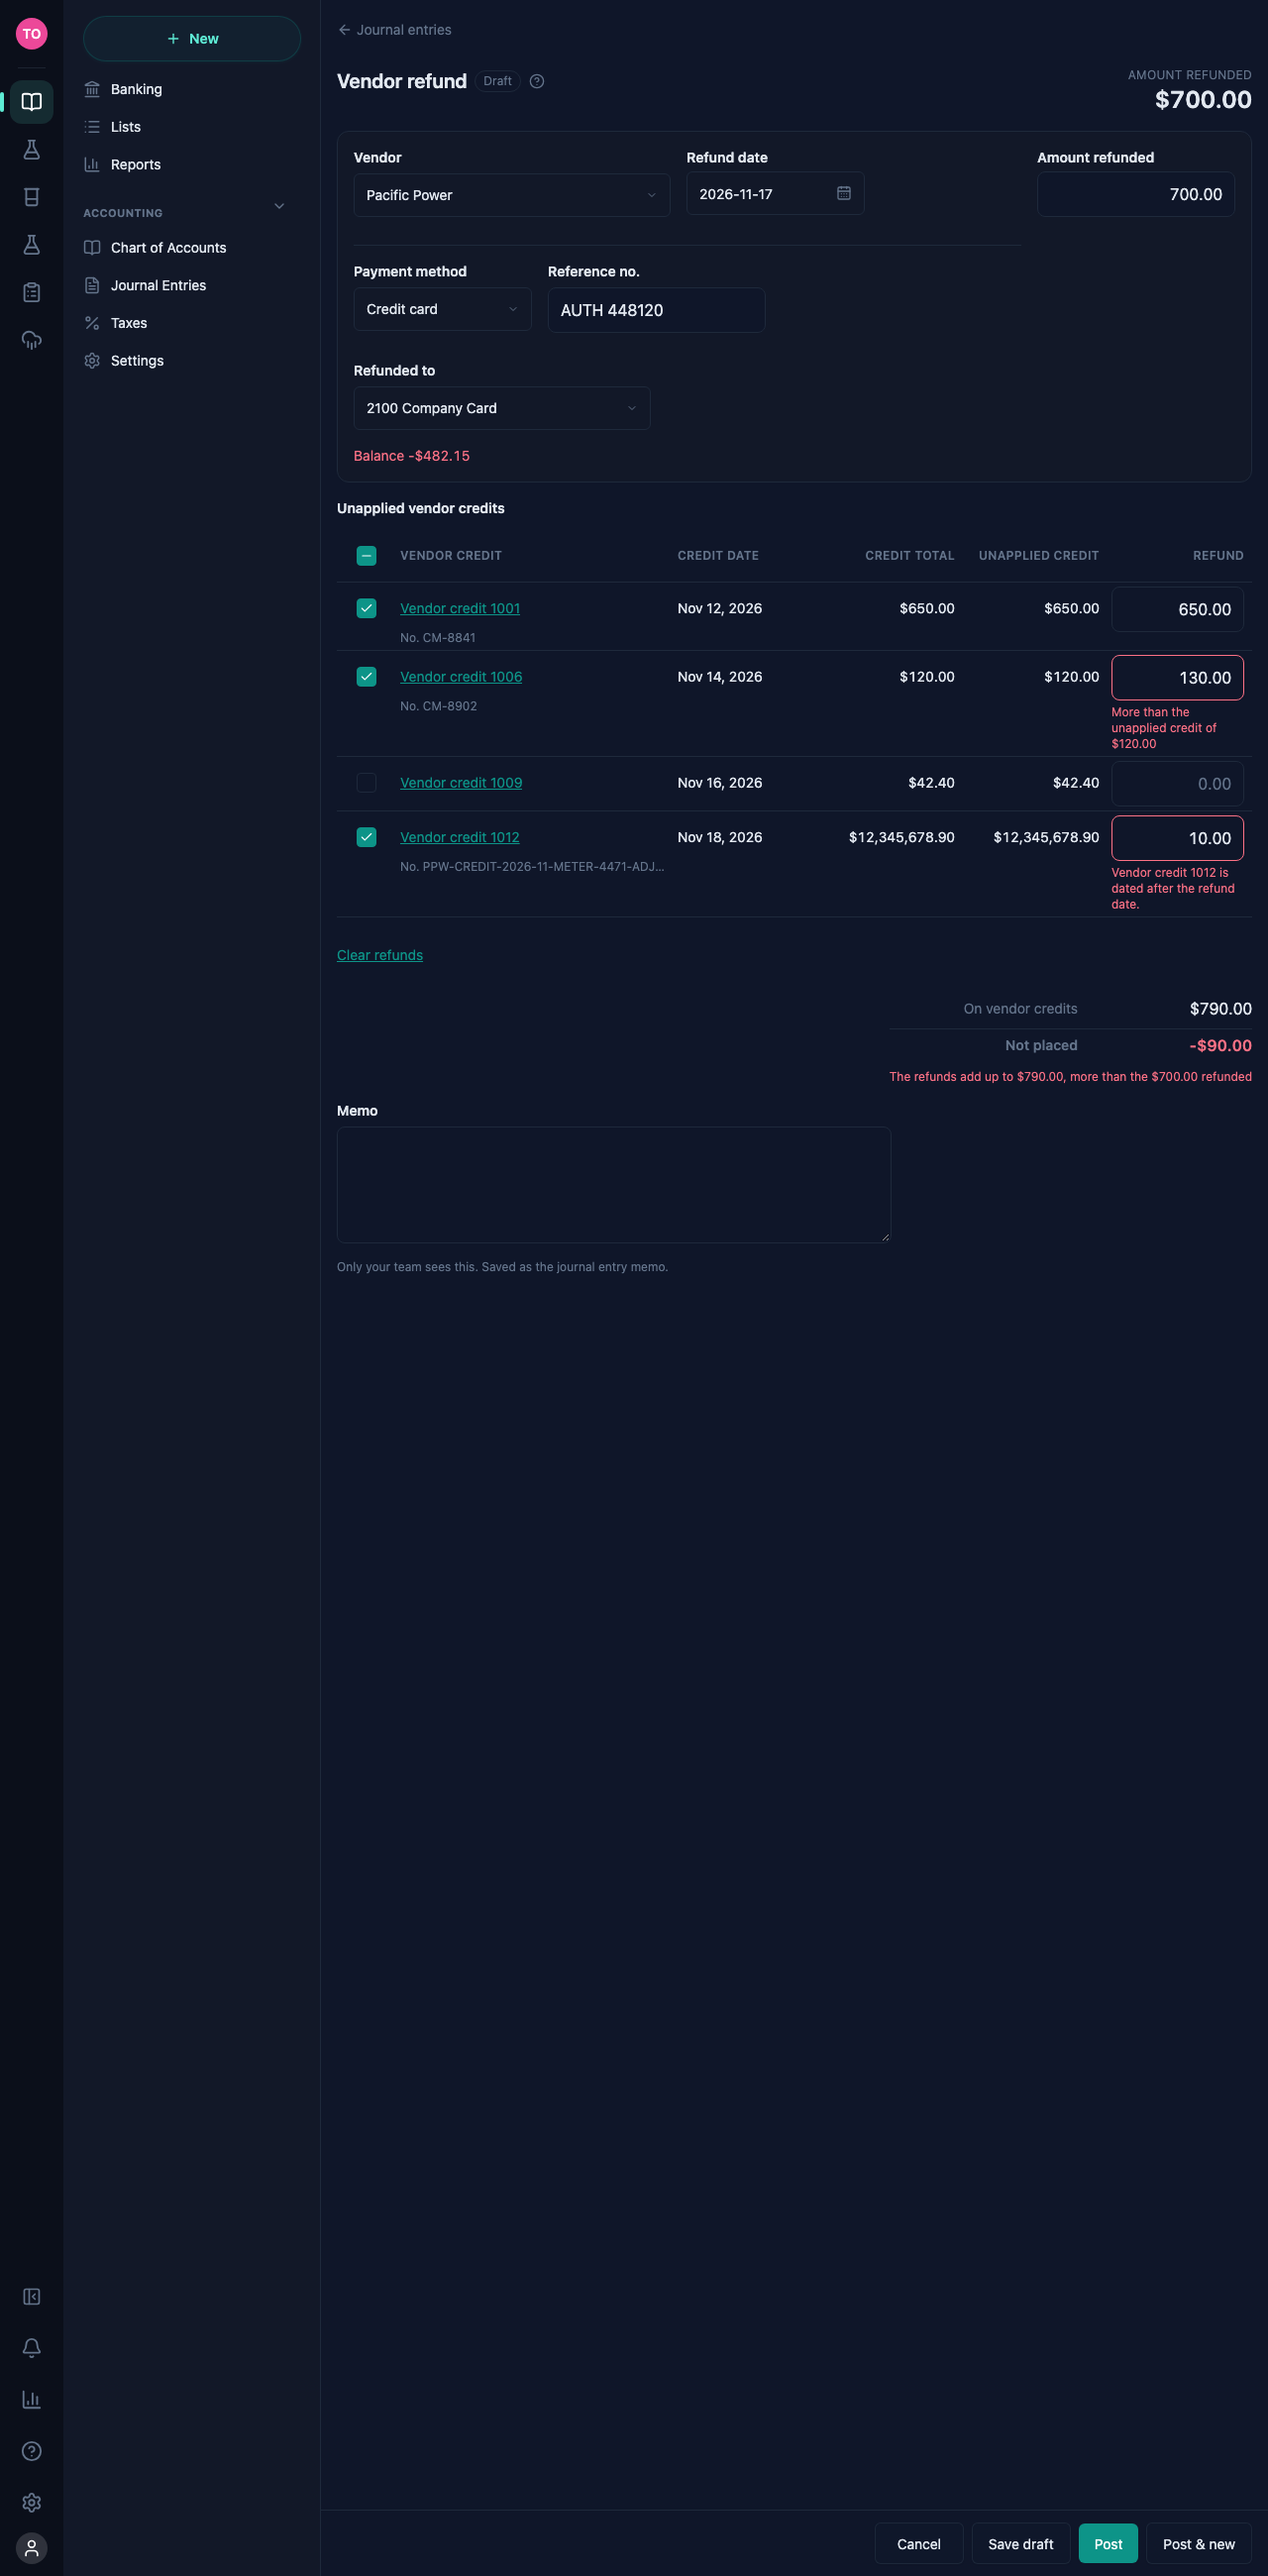 TO
New
Banking
Lists
Reports
ACCOUNTING
Chart of Accounts
Journal Entries
Taxes
Settings
Journal entries
Vendor refund
Draft
AMOUNT REFUNDED
$700.00
Vendor
Refund date
Amount refunded
Pacific Power
2026-11-17
700.00
Payment method
Reference no.
Credit card
AUTH 448120
Refunded to
2100 Company Card
Balance -$482.15
Unapplied vendor credits
VENDOR CREDIT CREDIT DATE CREDIT TOTAL UNAPPLIED CREDIT REFUND
Vendor credit 1001 Nov 12, 2026 $650.00 $650.00 650.00
No. CM-8841
Vendor credit 1006 Nov 14, 2026 $120.00 $120.00 130.00
No. CM-8902
More than the
unapplied credit of
$120.00
Vendor credit 1009 Nov 16, 2026 $42.40 $42.40 0.00
Vendor credit 1012 Nov 18, 2026 $12,345,678.90 $12,345,678.90 10.00
No. PPW-CREDIT-2026-11-METER-4471-ADJ...
Vendor credit 1012 is
dated after the refund
date.
Clear refunds
On vendor credits $790.00
Not placed -$90.00
The refunds add up to $790.00, more than the $700.00 refunded
Memo
Only your team sees this. Saved as the journal entry memo.
Cancel
Save draft
Post
Post & new